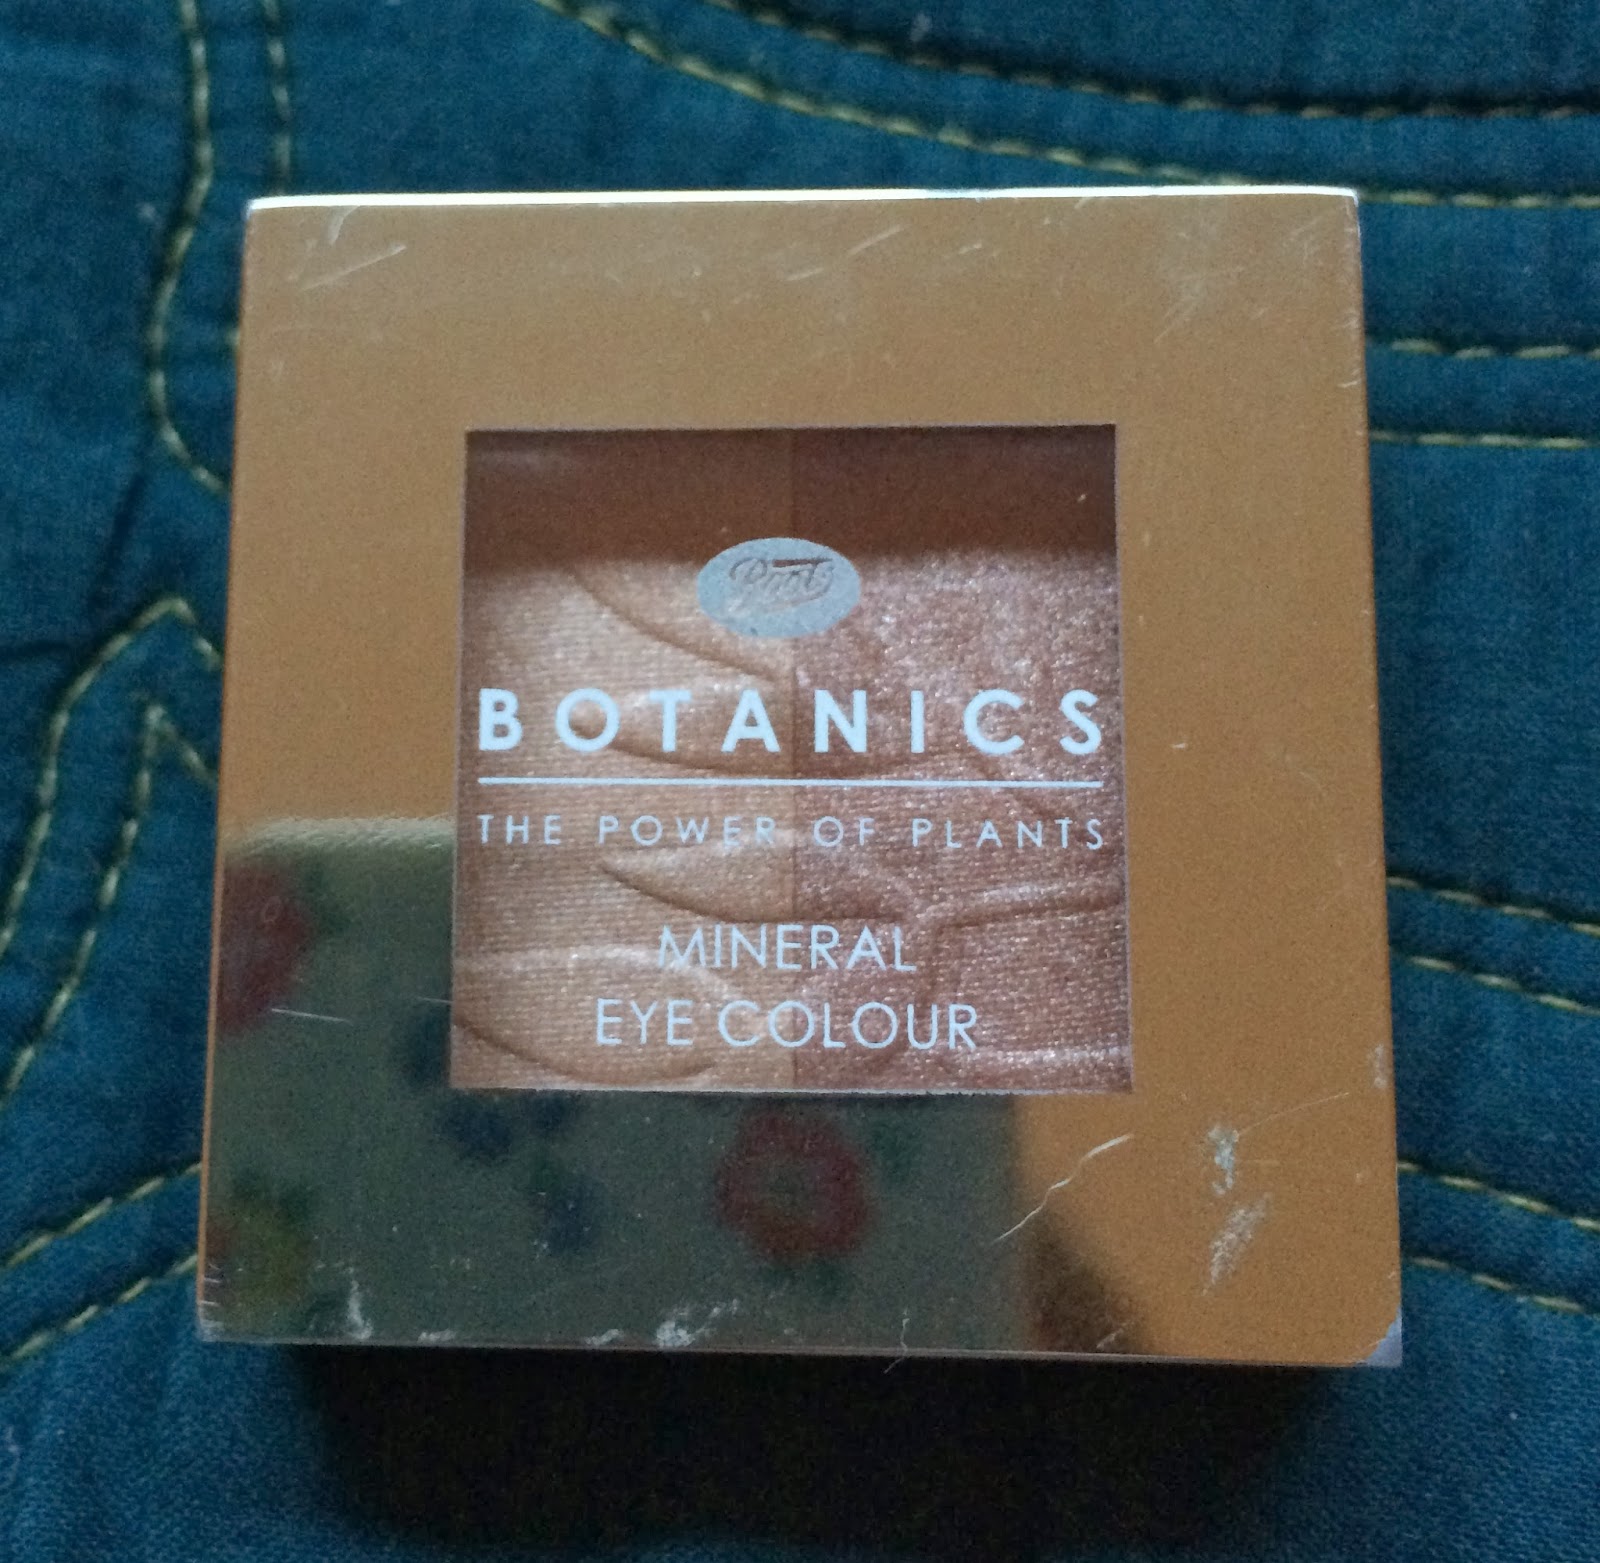 Boots
BOTANICS
THE POWER OF PLANTS
MINERAL
EYE COLOUR